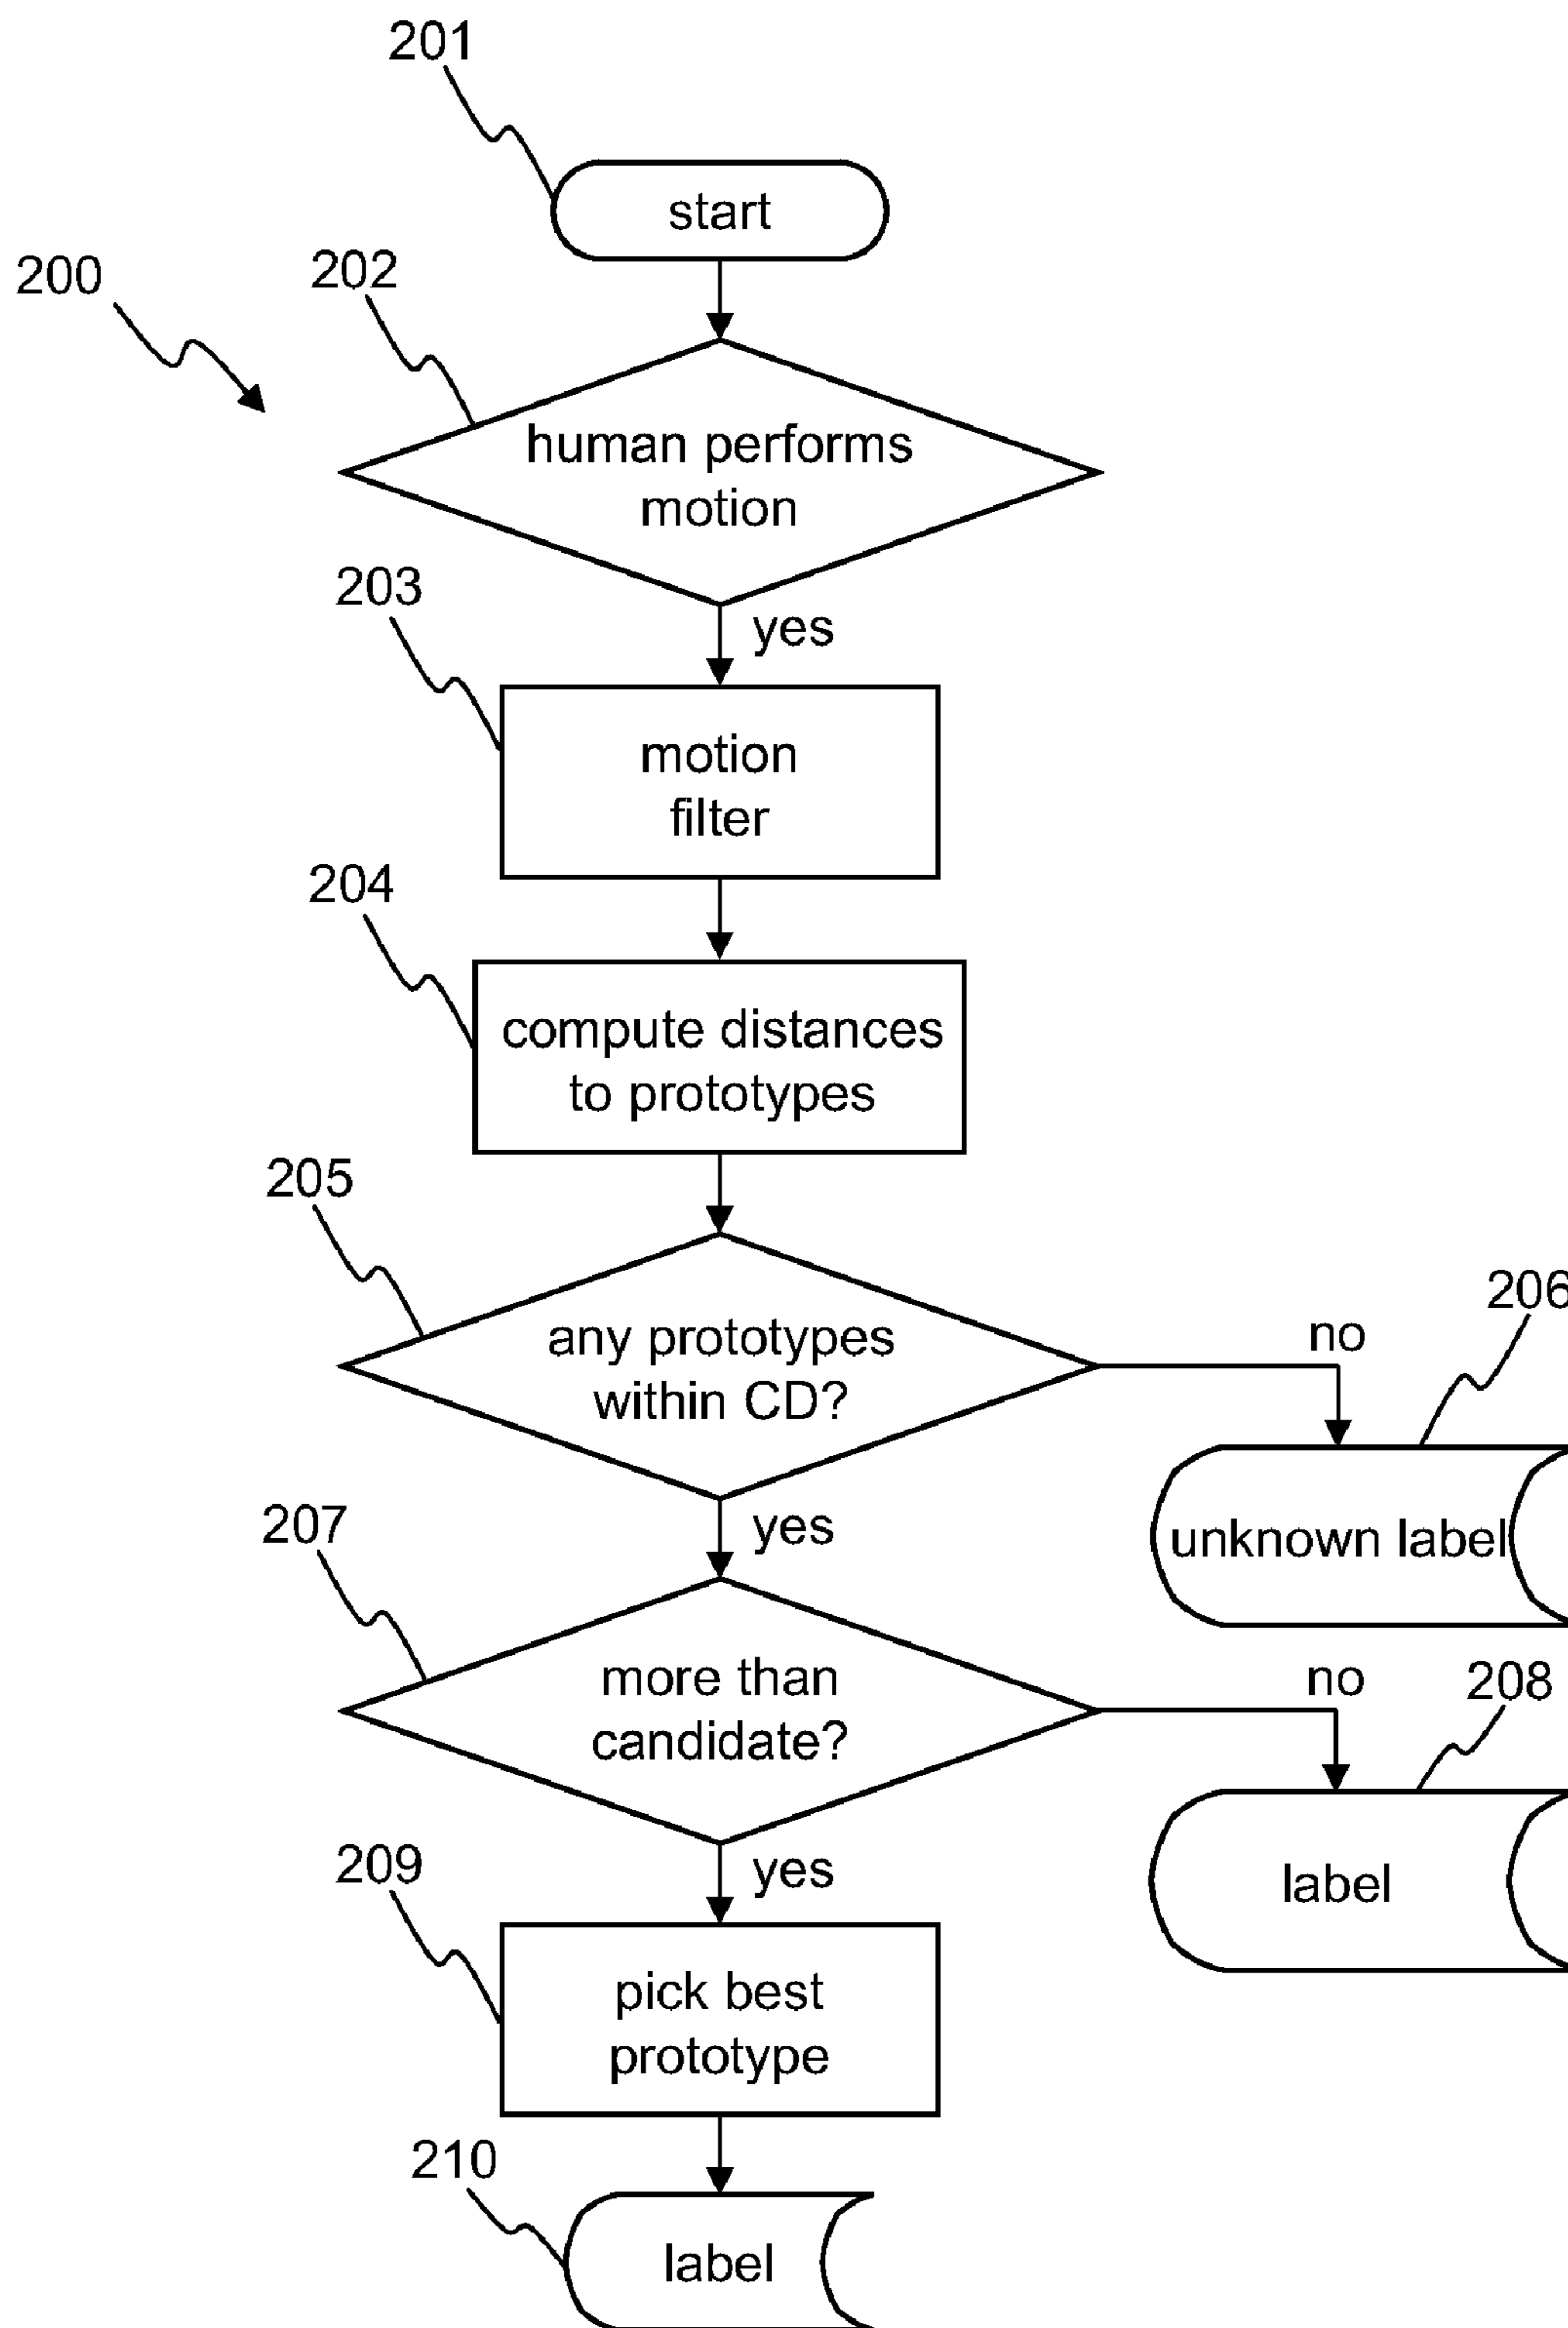 201
start
200
202
human performs
motion
203
yes
motion
filter
204
compute distances
to prototypes
205
206
no
any prototypes
within CD?
207
yes
unknown label
more than
candidate?
no
208
209
yes
label
pick best
prototype
210
label